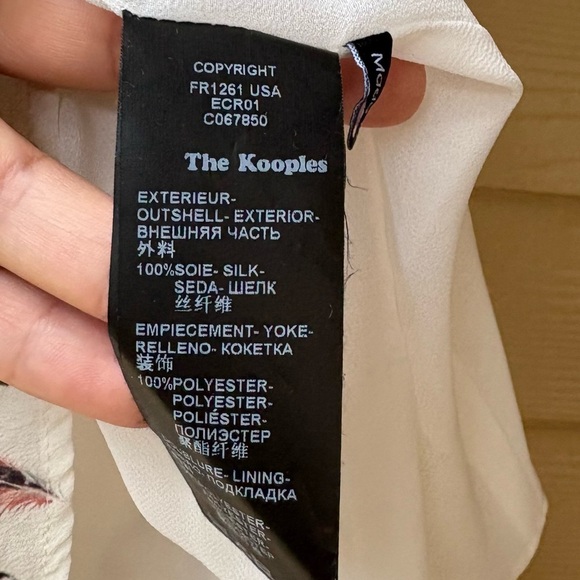 COPYRIGHT
FR1261 USA
ECR01
C067850
The Kooples
EXTERIEUR-
OUTSHELL- EXTERIOR-
ВНЕШНЯЯ ЧАСТЬ
外料
100%SOIE- SILK-
SEDA- ШЕЛК
丝纤维
EMPIECEMENT- YOKE-
RELLENO- КОКЕТКА
装饰
100%POLYESTER-
POLYESTER-
POLIÉSTER-
ПОЛИЭСТЕР
聚酯纤维
LINING-
ПОДКЛАДКА